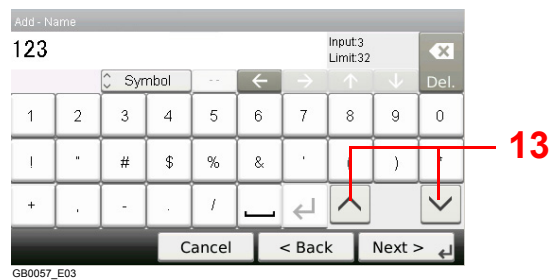 Add - Name
123
Input:3
Limit:32
Symbol -- ← → ↑ ↓ Del.
1 2 3 4 5 6 7 8 9 0
! " # $ % & ' ( ) *
+ , - . /
Cancel < Back Next >
13
GB0057_E03